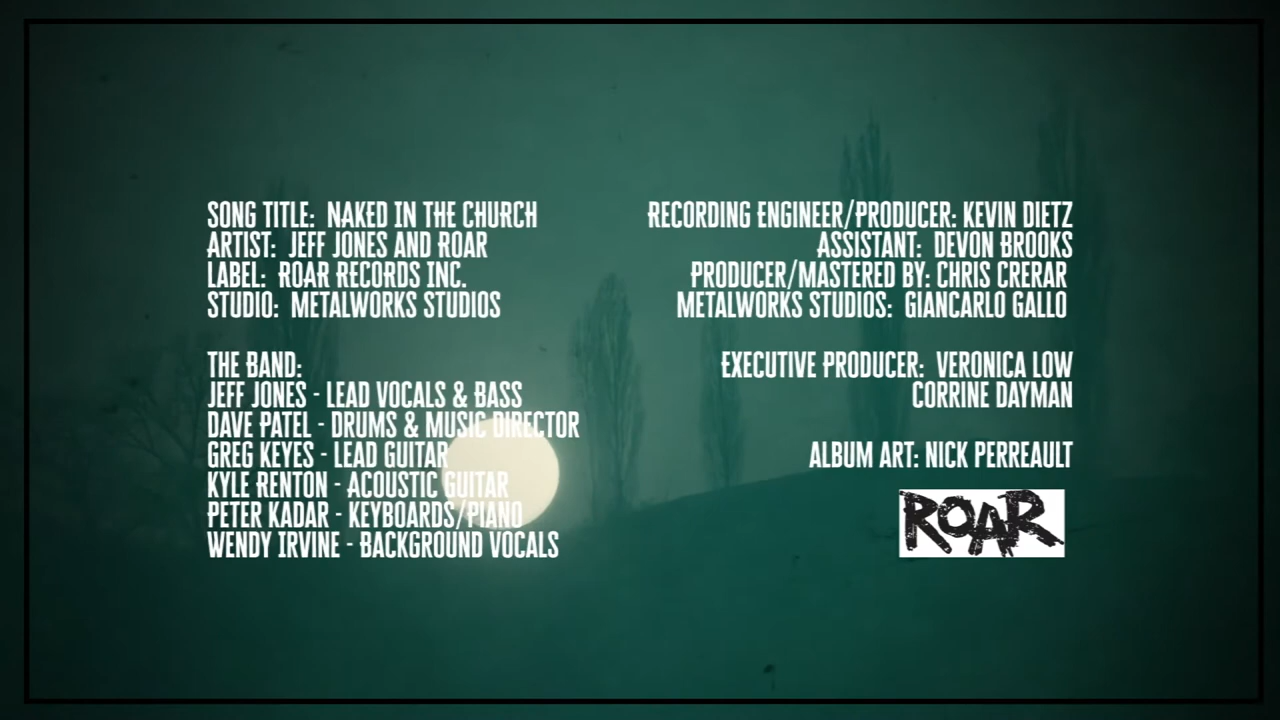 SONG TITLE: NAKED IN THE CHURCH
ARTIST: JEFF JONES AND ROAR
LABEL: ROAR RECORDS INC.
STUDIO: METALWORKS STUDIOS
THE BAND:
JEFF JONES - LEAD VOCALS & BASS
DAVE PATEL - DRUMS & MUSIC DIRECTOR
GREG KEYES - LEAD GUITAR
KYLE RENTON - ACOUSTIC GUITAR
PETER KADAR - KEYBOARDS/PIANO
WENDY IRVINE - BACKGROUND VOCALS
RECORDING ENGINEER/PRODUCER: KEVIN DIETZ
ASSISTANT: DEVON BROOKS
PRODUCER/MASTERED BY: CHRIS CRERAR
METALWORKS STUDIOS: GIANCARLO GALLO
EXECUTIVE PRODUCER: VERONICA LOW
CORRINE DAYMAN
ALBUM ART: NICK PERREAULT
ROAR